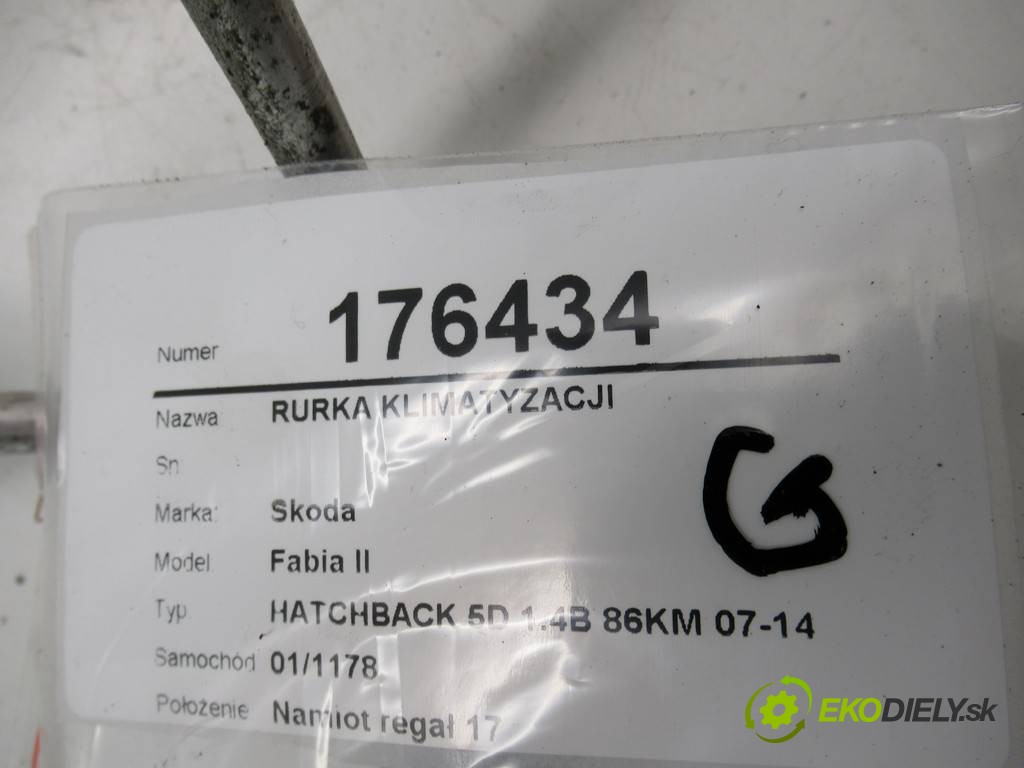 Numer 176434
Nazwa RURKA KLIMATYZACJI
Sn
Marka: Skoda
Model Fabia II
Typ HATCHBACK 5D 1.4B 86KM 07-14
Samochód 01/1178
Położenie Namiot regał 17
G
EKODIELY.sk